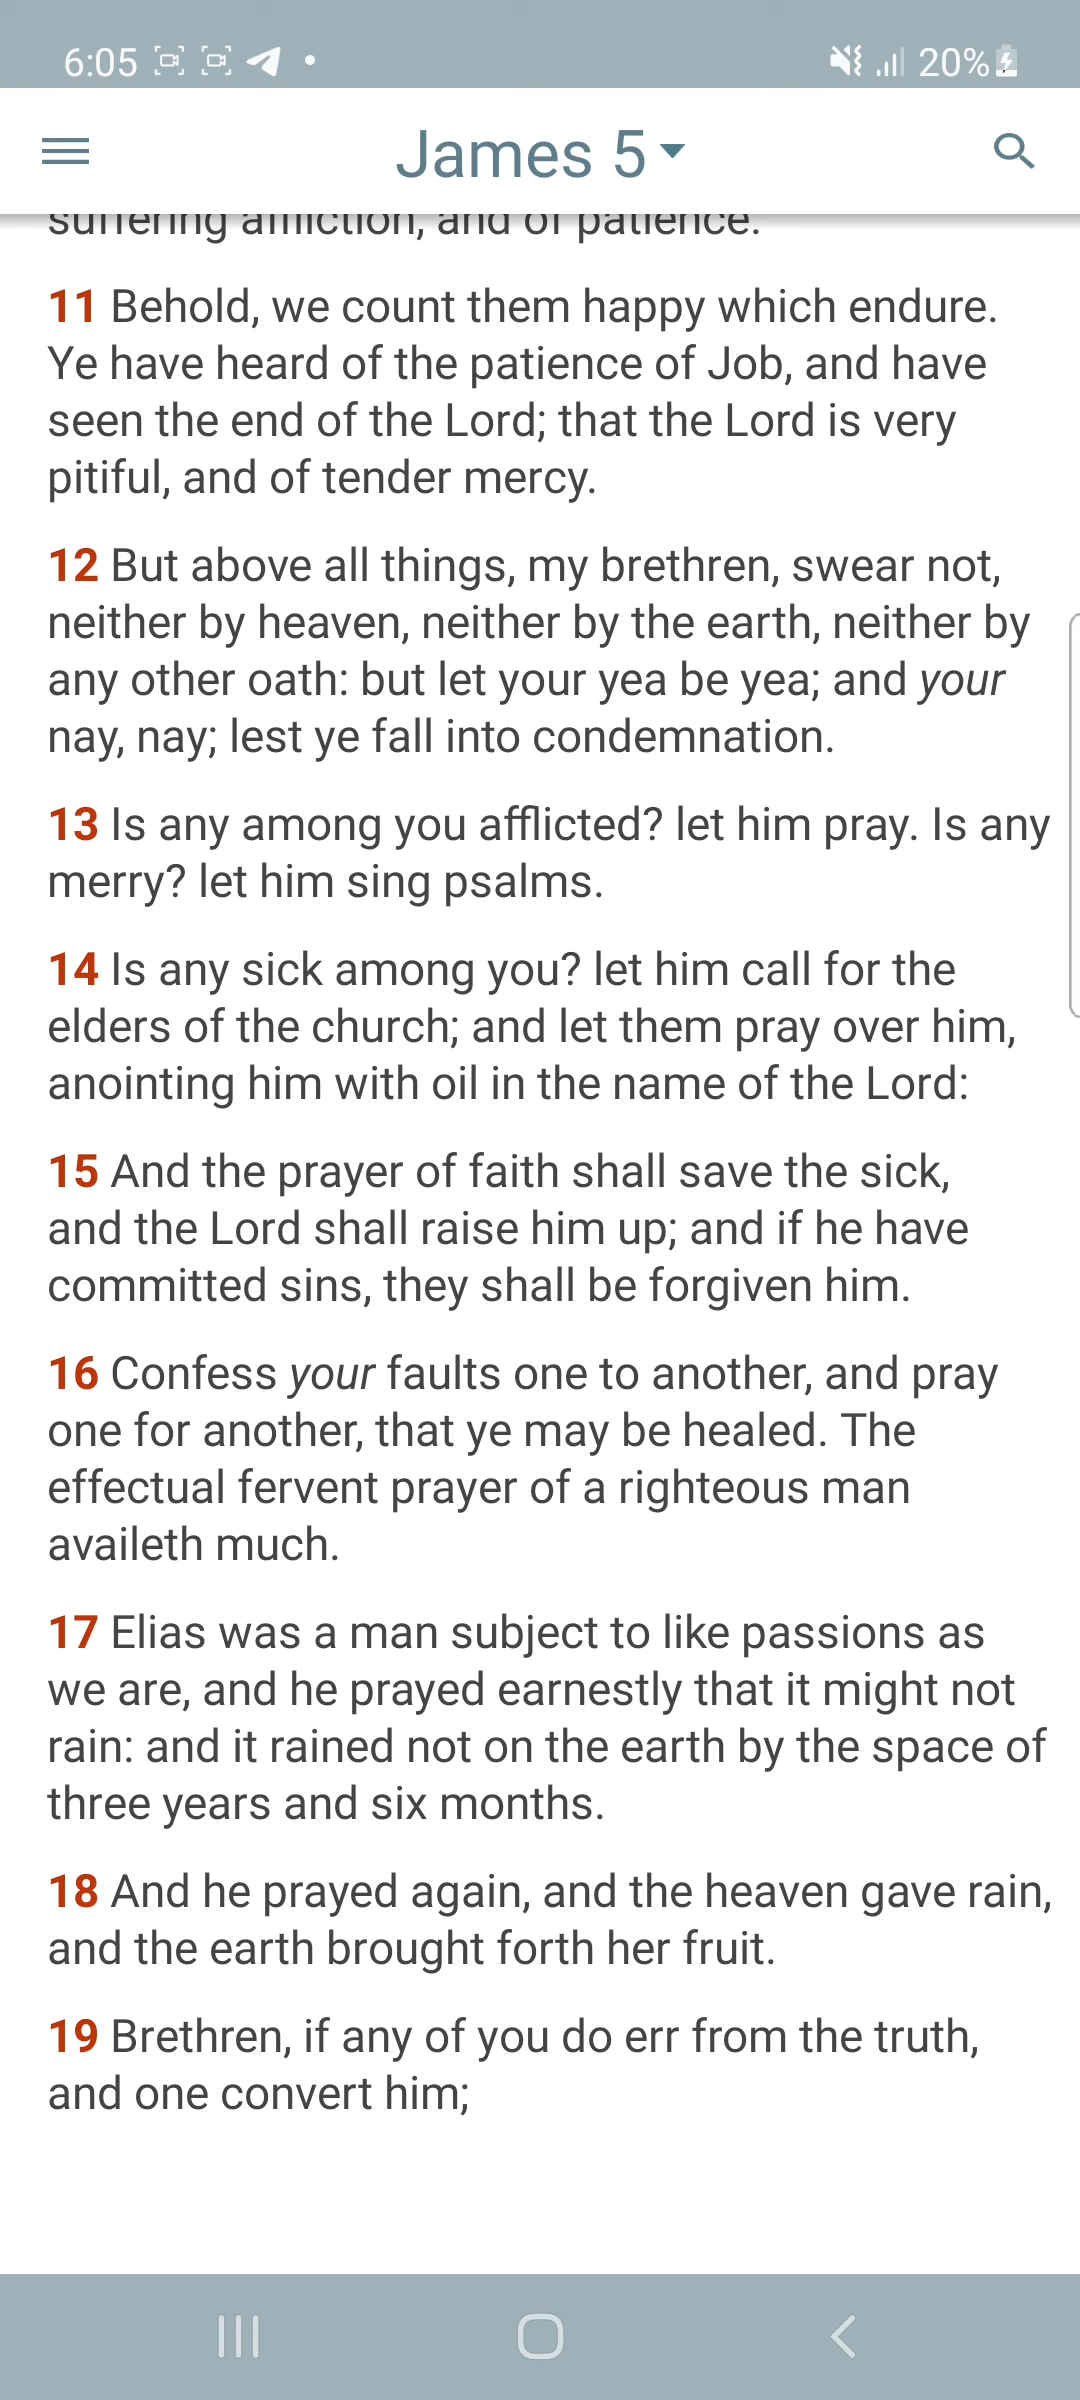 6:05
20%
James 5
suffering affliction, and of patience.
11 Behold, we count them happy which endure.
Ye have heard of the patience of Job, and have
seen the end of the Lord; that the Lord is very
pitiful, and of tender mercy.
12 But above all things, my brethren, swear not,
neither by heaven, neither by the earth, neither by
any other oath: but let your yea be yea; and your
nay, nay; lest ye fall into condemnation.
13 Is any among you afflicted? let him pray. Is any
merry? let him sing psalms.
14 Is any sick among you? let him call for the
elders of the church; and let them pray over him,
anointing him with oil in the name of the Lord:
15 And the prayer of faith shall save the sick,
and the Lord shall raise him up; and if he have
committed sins, they shall be forgiven him.
16 Confess your faults one to another, and pray
one for another, that ye may be healed. The
effectual fervent prayer of a righteous man
availeth much.
17 Elias was a man subject to like passions as
we are, and he prayed earnestly that it might not
rain: and it rained not on the earth by the space of
three years and six months.
18 And he prayed again, and the heaven gave rain,
and the earth brought forth her fruit.
19 Brethren, if any of you do err from the truth,
and one convert him;